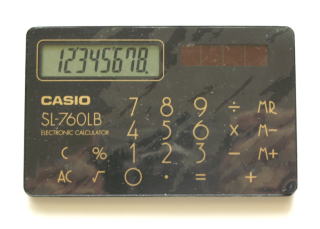 12345678.
CASIO 7 8 9 ÷ MR
SL-760LB 4 5 6 × M-
ELECTRONIC CALCULATOR
C % 1 2 3 - M+
AC √ 0 · = +